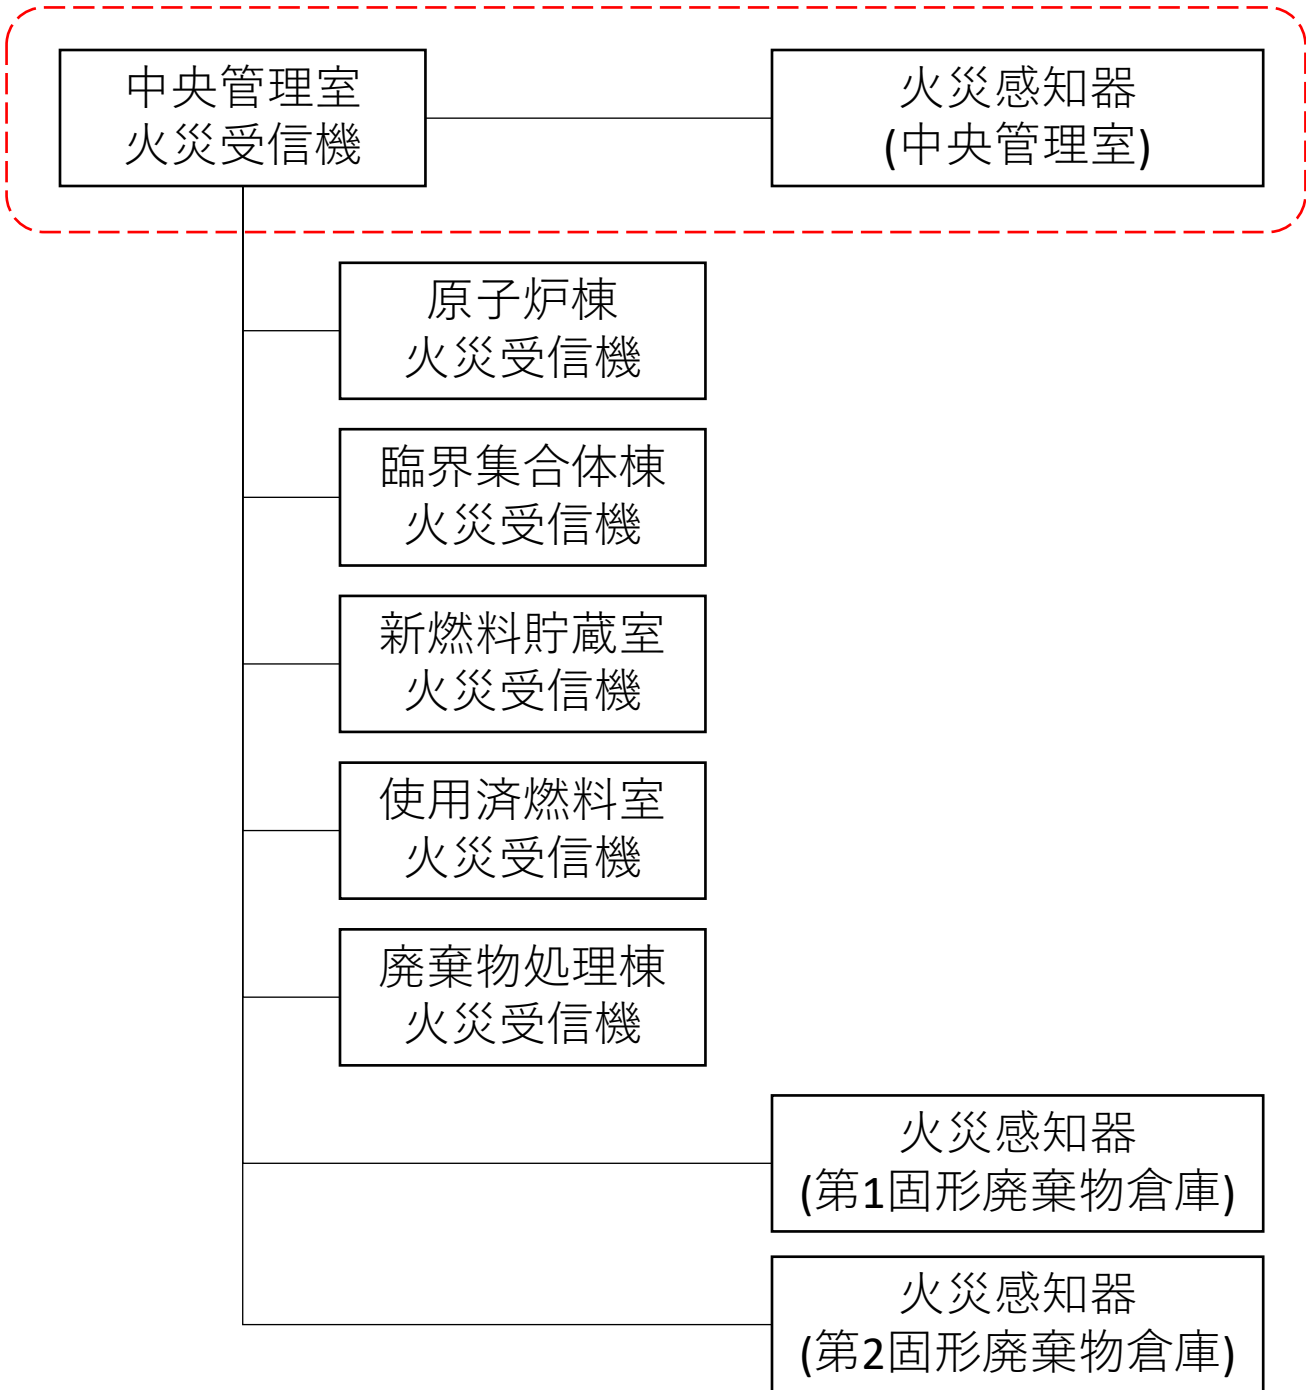 中央管理室
火災受信機
火災感知器
(中央管理室)
原子炉棟
火災受信機
臨界集合体棟
火災受信機
新燃料貯蔵室
火災受信機
使用済燃料室
火災受信機
廃棄物処理棟
火災受信機
火災感知器
(第1固形廃棄物倉庫)
火災感知器
(第2固形廃棄物倉庫)